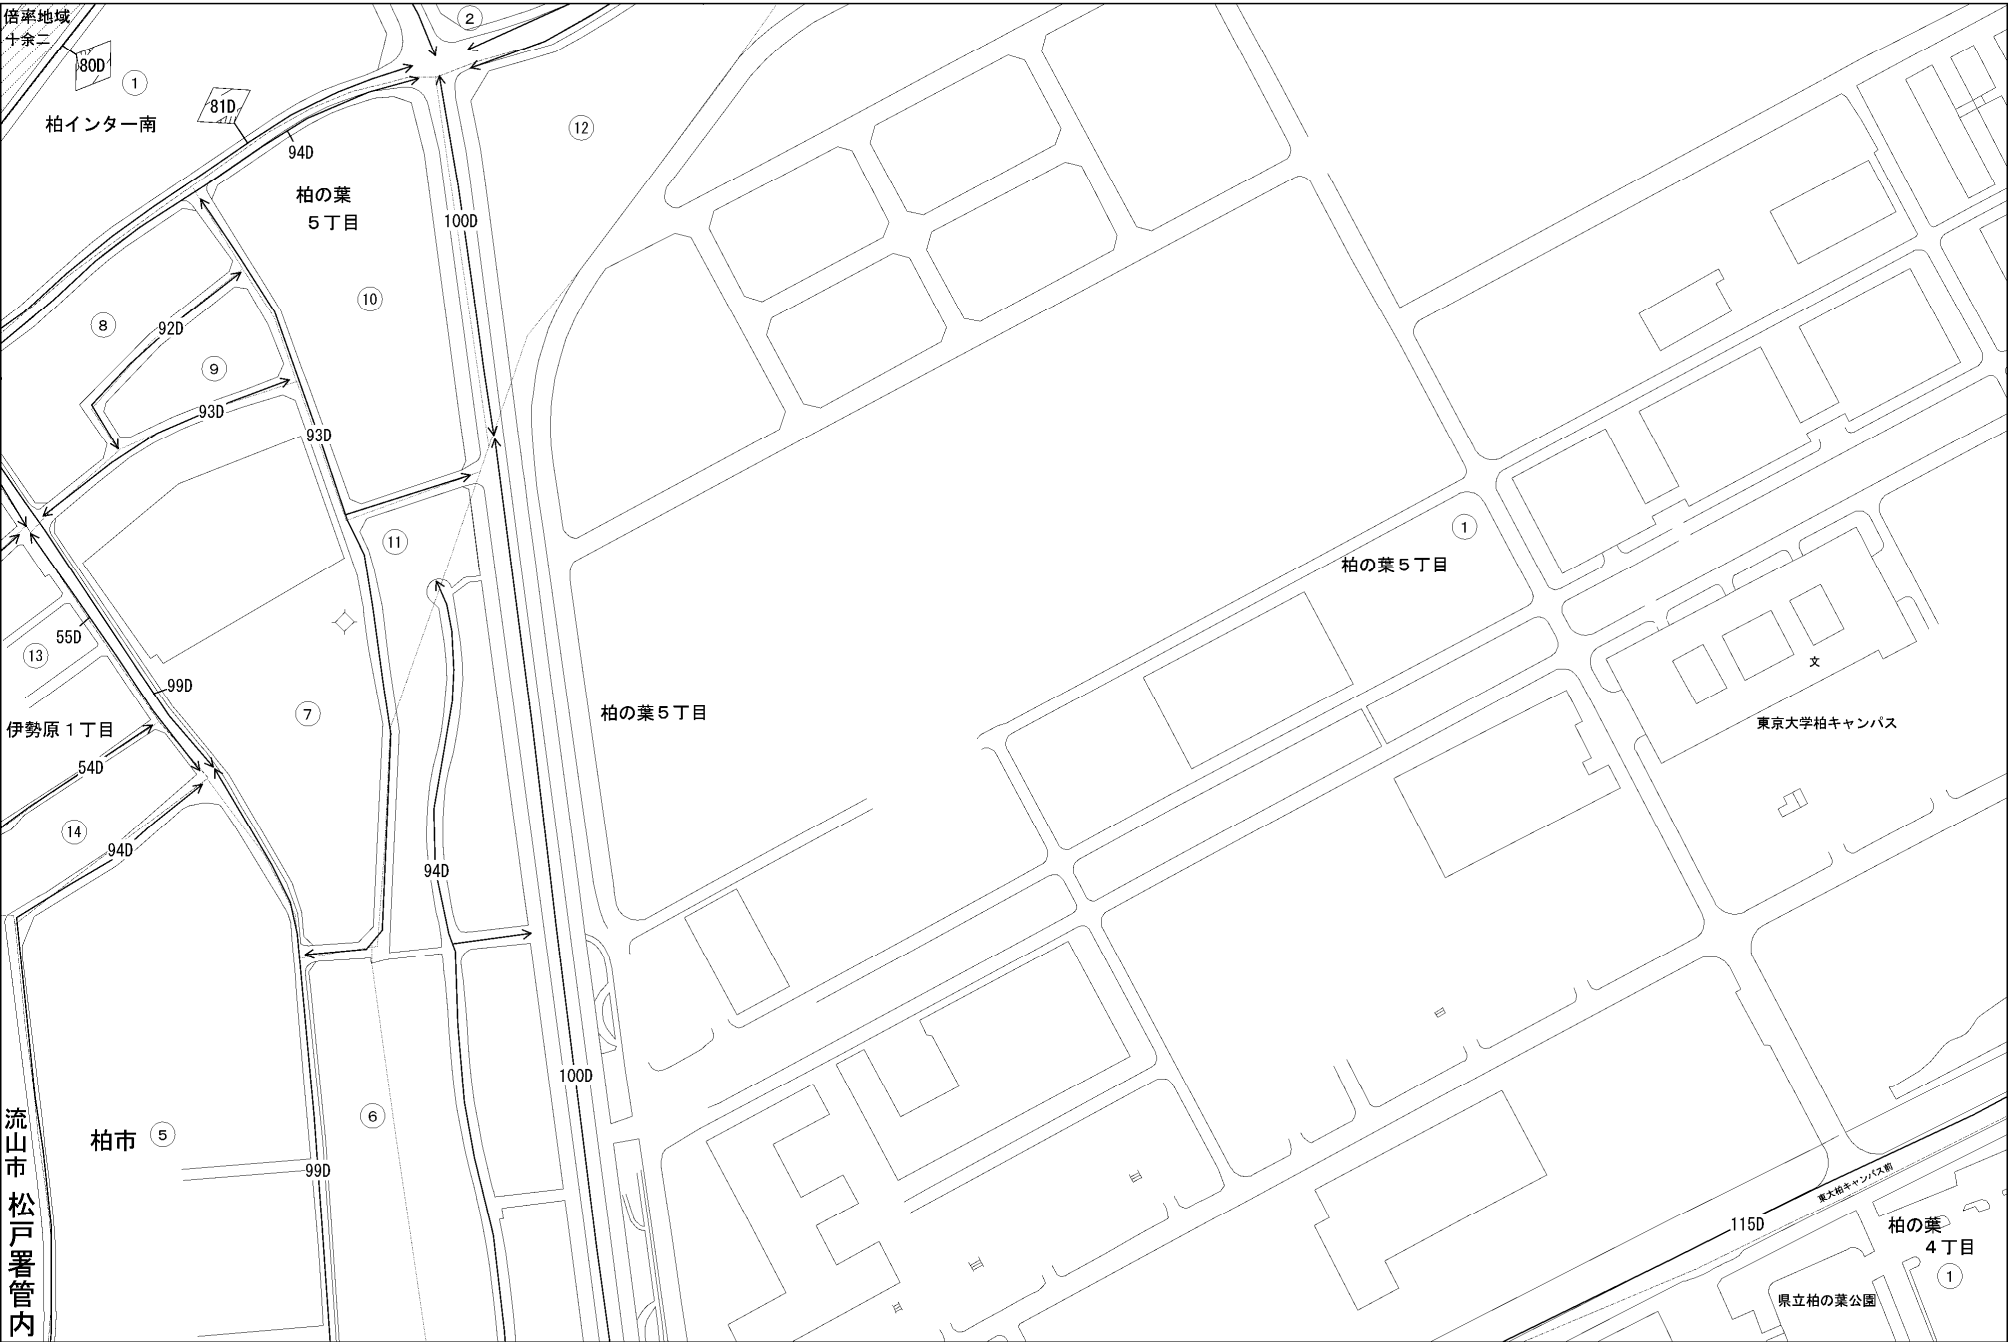 倍率地域
十余二
80D
①
柏インター南
81D
94D
②
⑫
柏の葉
５丁目
100D
⑩
⑧
92D
⑨
93D
93D
⑪
①
柏の葉５丁目
55D
⑬
99D
⑦
伊勢原１丁目
柏の葉５丁目
文
東京大学柏キャンパス
54D
⑭
94D
94D
100D
⑥
柏市
⑤
99D
流山市
松戸署管内
東大柏キャンパス前
115D
柏の葉
４丁目
①
県立柏の葉公園